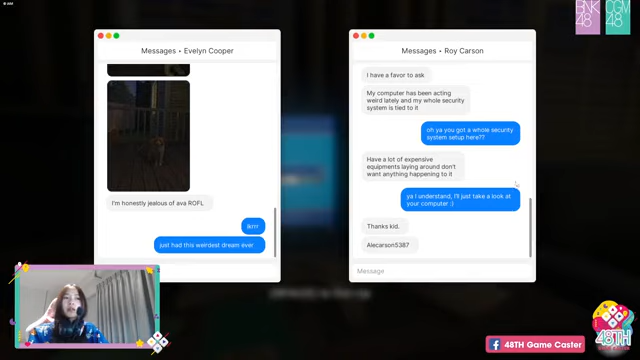 BNK
48
CGM
48
Messages • Evelyn Cooper
I'm honestly jealous of ava ROFL
ikrrr
just had this weirdest dream ever
Messages • Roy Carson
I have a favor to ask
My computer has been acting
weird lately and my whole security
system is tied to it
oh ya you got a whole security
system setup here??
Have a lot of expensive
equipments laying around don't
want anything happening to it
ya I understand, I'll just take a look at
your computer :)
Thanks kid.
Alecarson5387
Message
48TH Game Caster
48TH